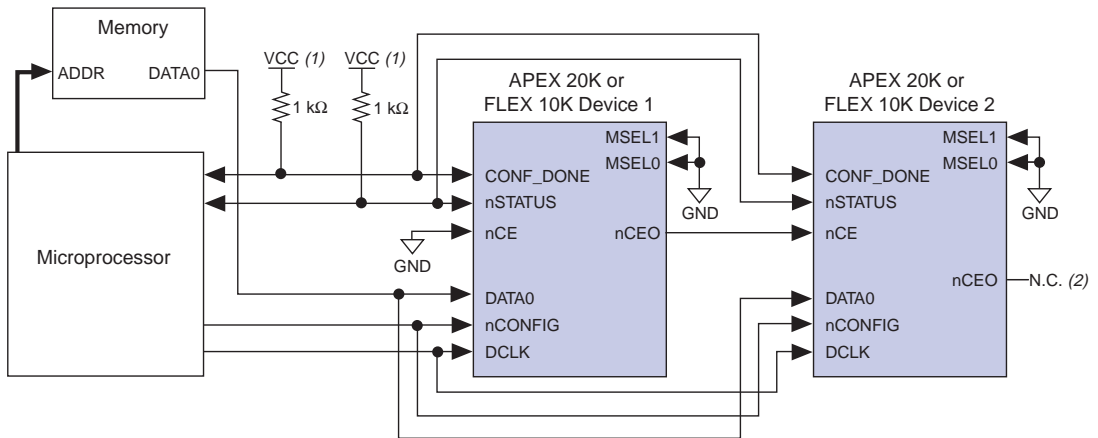 Memory
ADDR
DATA0
VCC (1)
VCC (1)
1 kΩ
1 kΩ
Microprocessor
APEX 20K or
FLEX 10K Device 1
MSEL1
MSEL0
CONF_DONE
nSTATUS
nCE
nCEO
DATA0
nCONFIG
DCLK
GND
GND
APEX 20K or
FLEX 10K Device 2
MSEL1
MSEL0
CONF_DONE
nSTATUS
nCE
nCEO
DATA0
nCONFIG
DCLK
GND
N.C. (2)